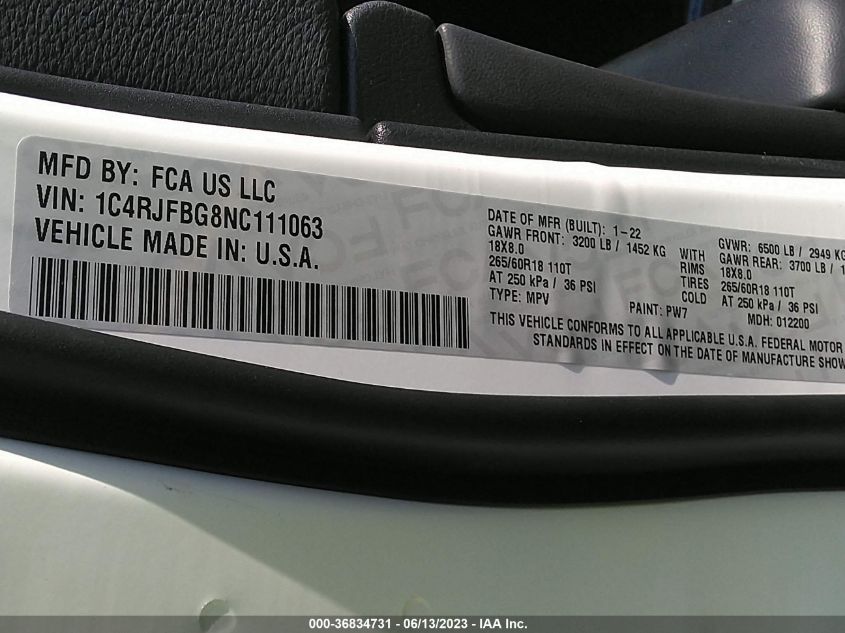 MFD BY: FCA US LLC
VIN: 1C4RJFBG8NC111063
VEHICLE MADE IN: U.S.A.
DATE OF MFR (BUILT): 1-22
GAWR FRONT: 3200 LB / 1452 KG
18X8.0
265/60R18 110T
AT 250 kPa / 36 PSI
TYPE: MPV
WITH
RIMS
TIRES
COLD
GVWR: 6500 LB / 2949 KG
GAWR REAR: 3700 LB / 1
18X8.0
265/60R18 110T
AT 250 kPa / 36 PSI
PAINT: PW7
MDH: 012200
THIS VEHICLE CONFORMS TO ALL APPLICABLE U.S.A. FEDERAL MOTOR
STANDARDS IN EFFECT ON THE DATE OF MANUFACTURE SHOW
000-36834731 - 06/13/2023 - IAA Inc.